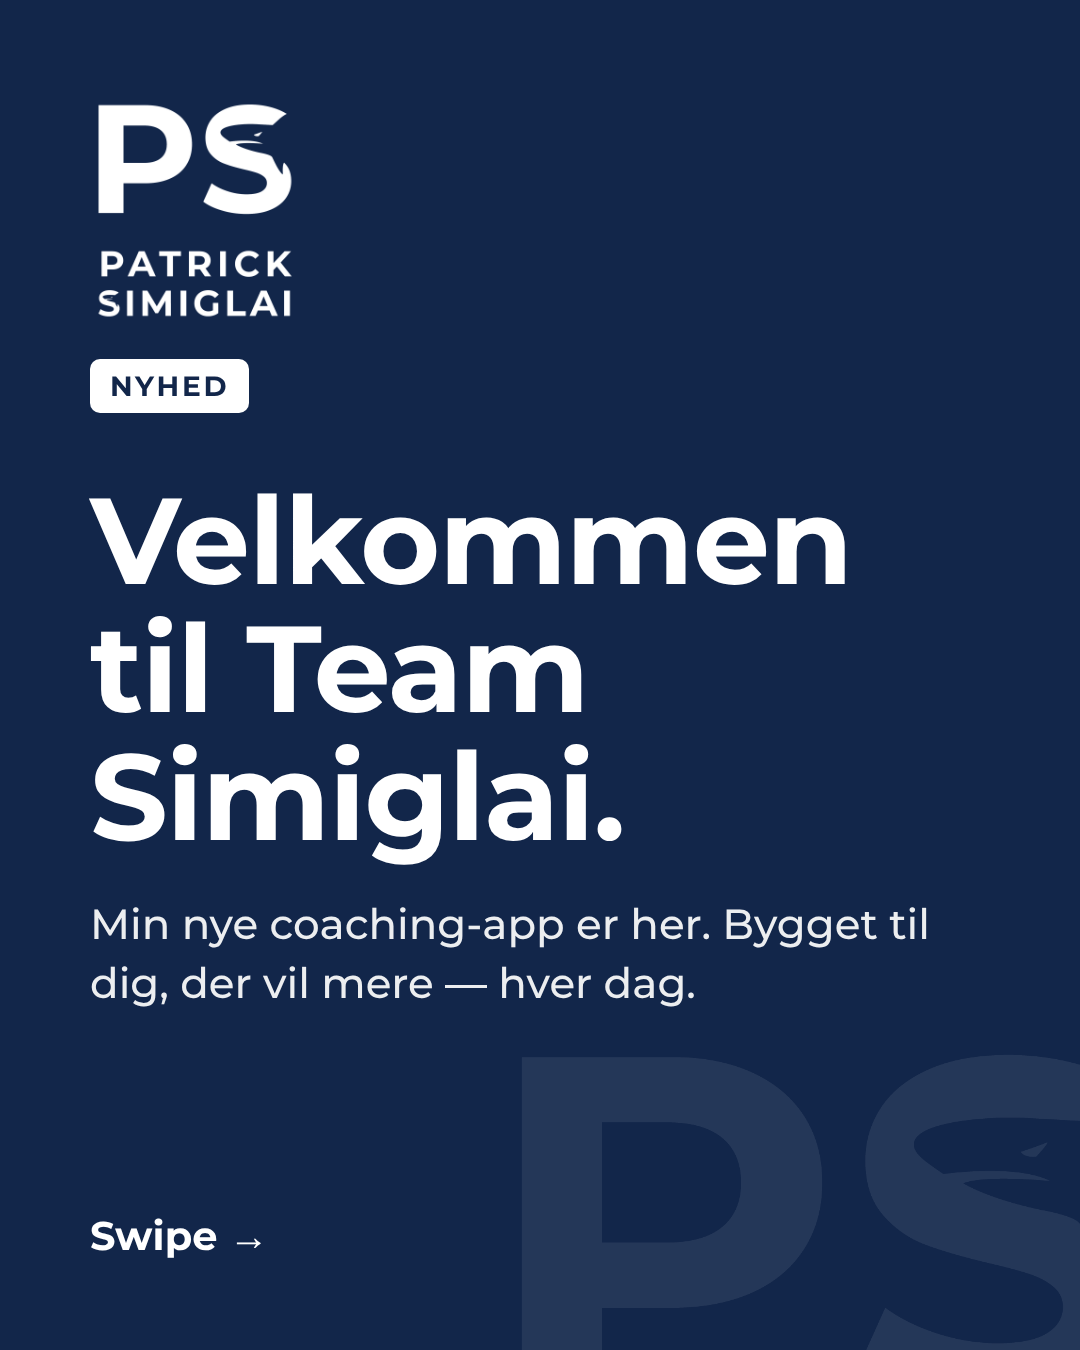 PS
PATRICK
SIMIGLAI
NYHED
Velkommen
til Team
Simiglai.
Min nye coaching-app er her. Bygget til
dig, der vil mere — hver dag.
PS
Swipe →